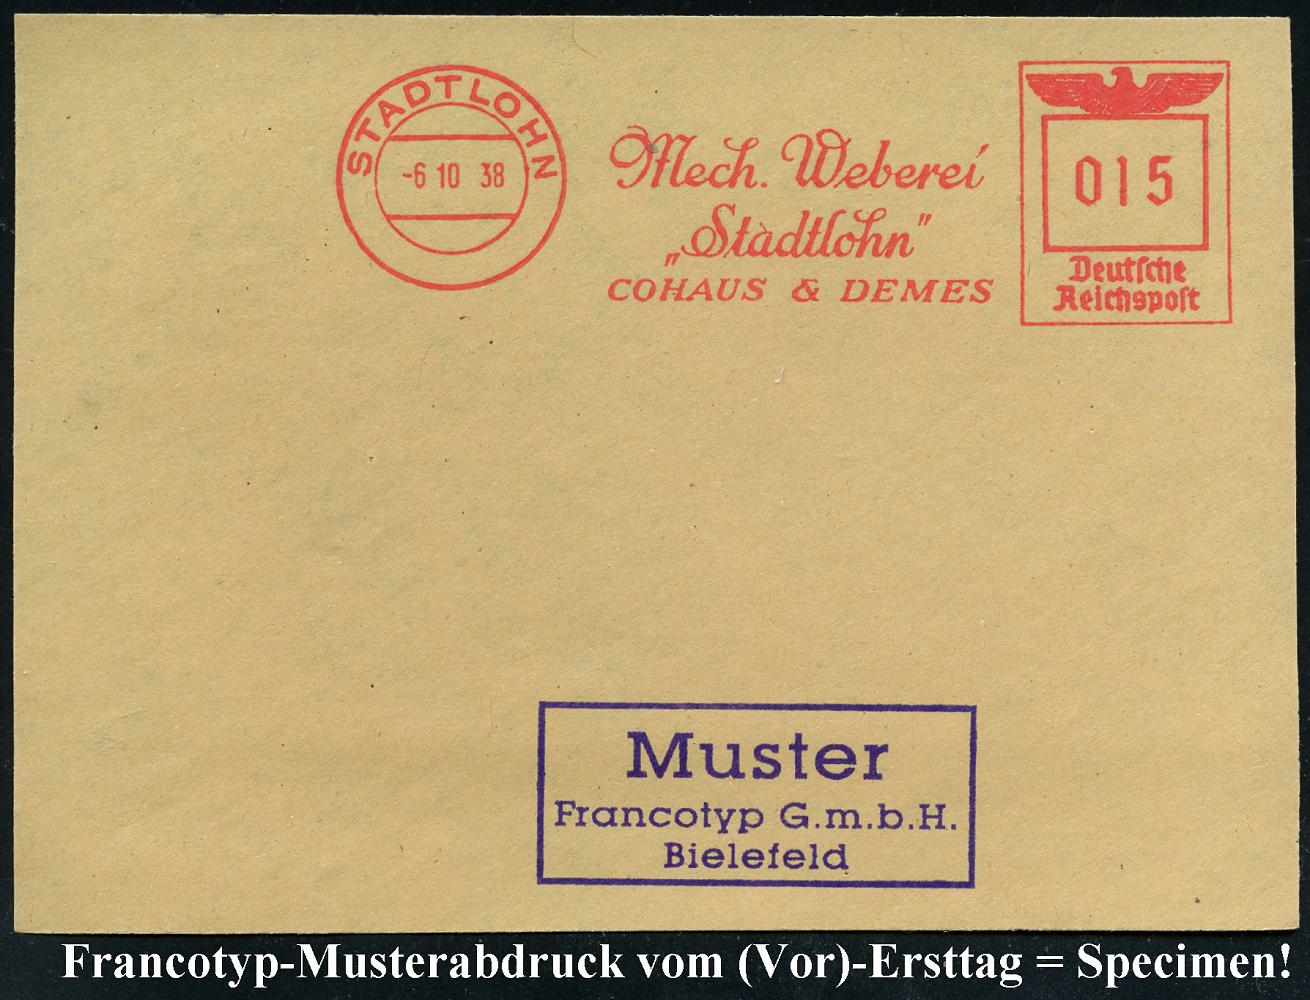 STADTLOHN
-6 10 38
Mech. Weberei
„Stadtlohn"
COHAUS & DEMES
015
Deutsche
Reichspost
Muster
Francotyp G.m.b.H.
Bielefeld
Francotyp-Musterabdruck vom (Vor)-Ersttag = Specimen!